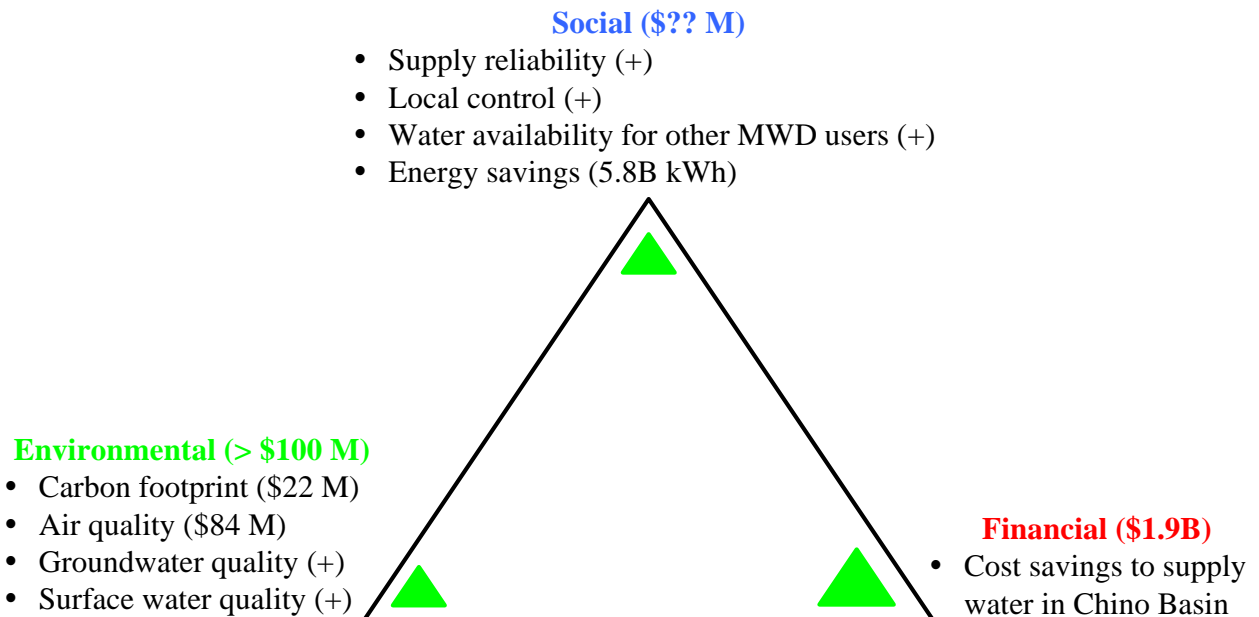 Social ($?? M)
• Supply reliability (+)
• Local control (+)
• Water availability for other MWD users (+)
• Energy savings (5.8B kWh)
Environmental (> $100 M)
• Carbon footprint ($22 M)
• Air quality ($84 M)
• Groundwater quality (+)
• Surface water quality (+)
Financial ($1.9B)
• Cost savings to supply
water in Chino Basin